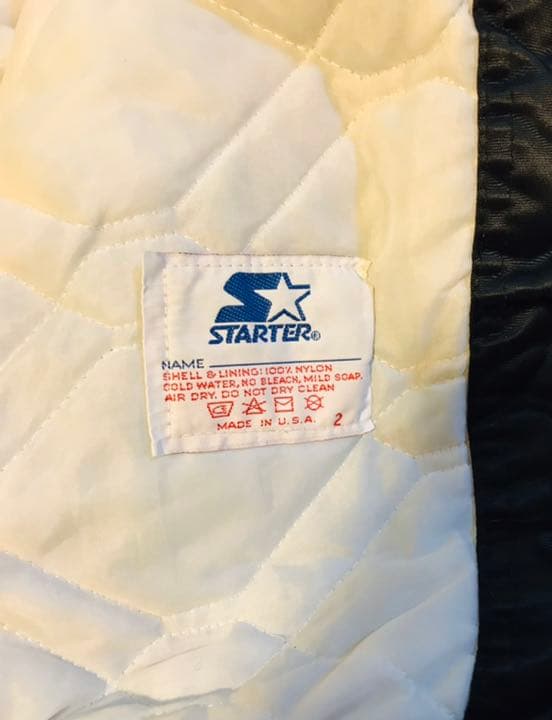 STARTER®
NAME
SHELL & LINING: 100% NYLON
COLD WATER, NO BLEACH, MILD SOAP.
AIR DRY. DO NOT DRY CLEAN
MADE IN U.S.A. 2